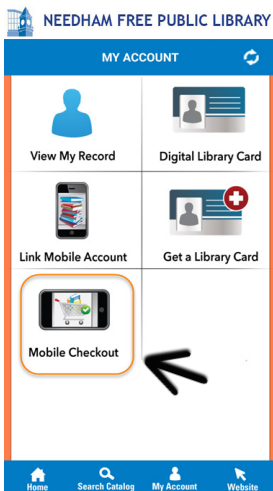 NEEDHAM FREE PUBLIC LIBRARY
MY ACCOUNT
View My Record
Digital Library Card
Link Mobile Account
Get a Library Card
Mobile Checkout
Home
Search Catalog
My Account
Website